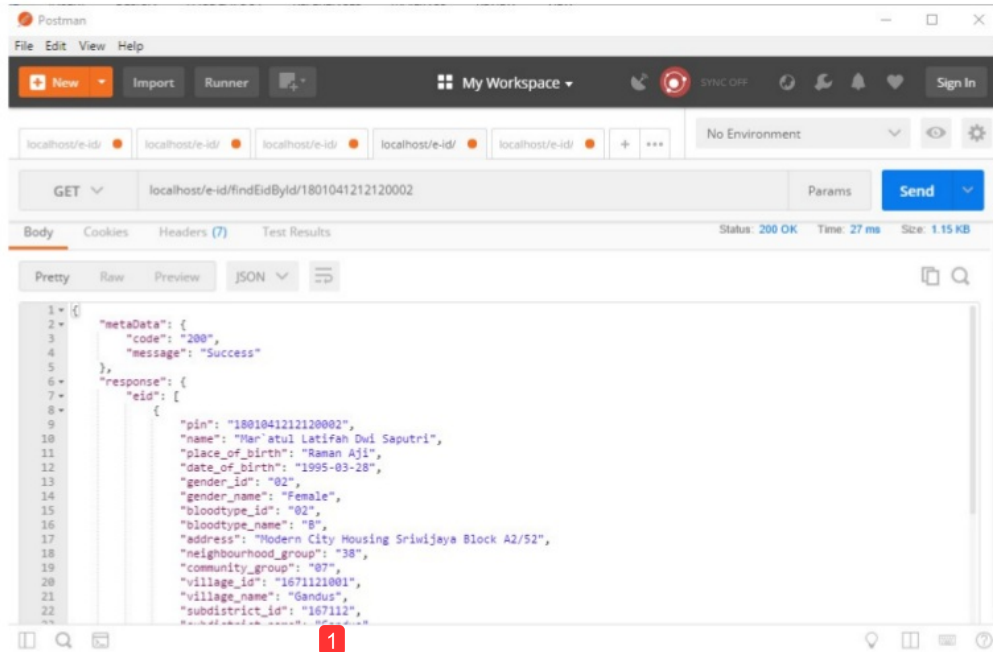 Postman
File Edit View Help
New Import Runner My Workspace SYNC OFF Sign In
localhost/e-id/ localhost/e-id/ localhost/e-id/ localhost/e-id/ localhost/e-id/ + ••• No Environment
GET localhost/e-id/findEidById/1801041212120002 Params Send
Body Cookies Headers (7) Test Results Status: 200 OK Time: 27 ms Size: 1.15 KB
Pretty Raw Preview JSON
1 {
2 "metaData": {
3 "code": "200",
4 "message": "Success"
5 },
6 "response": {
7 "eid": [
8 {
9 "pin": "1801041212120002",
10 "name": "Mar`atul Latifah Dwi Saputri",
11 "place_of_birth": "Raman Aji",
12 "date_of_birth": "1995-03-28",
13 "gender_id": "02",
14 "gender_name": "Female",
15 "bloodtype_id": "02",
16 "bloodtype_name": "B",
17 "address": "Modern City Housing Sriwijaya Block A2/52",
18 "neighbourhood_group": "38",
19 "community_group": "07",
20 "village_id": "1671121001",
21 "village_name": "Gandus",
22 "subdistrict_id": "167112",
1